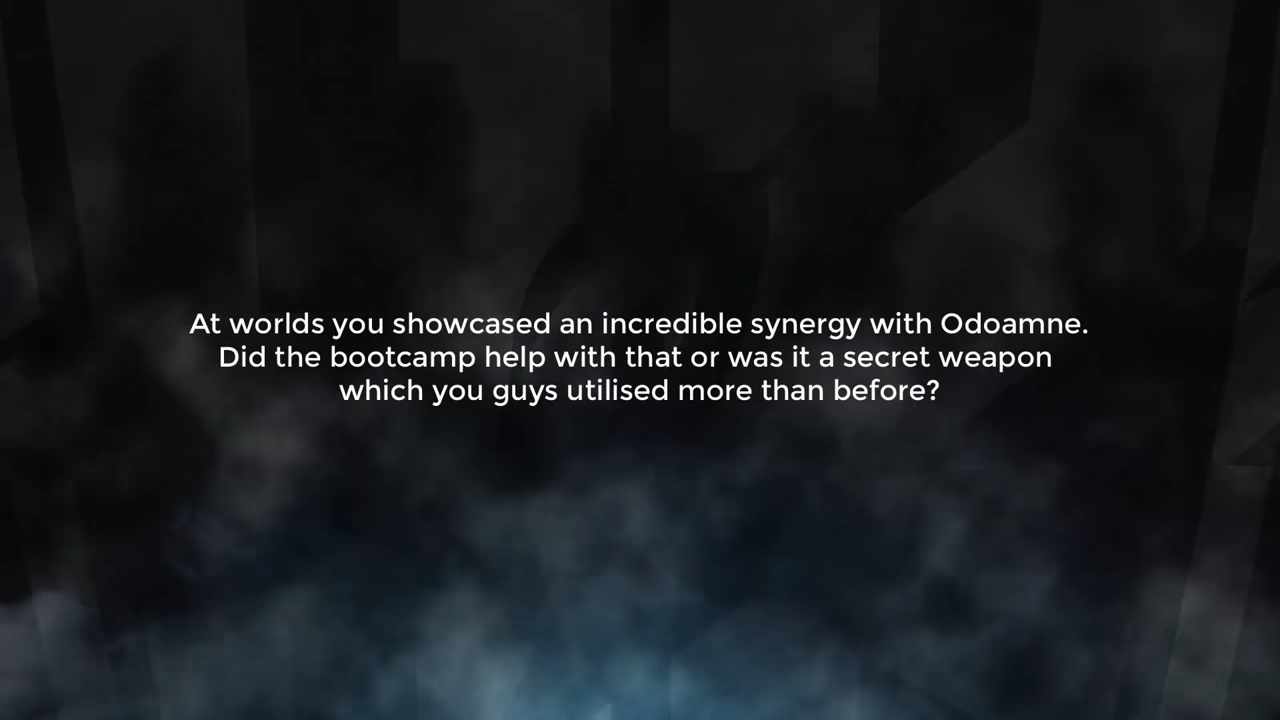 At worlds you showcased an incredible synergy with Odoamne.
Did the bootcamp help with that or was it a secret weapon
which you guys utilised more than before?